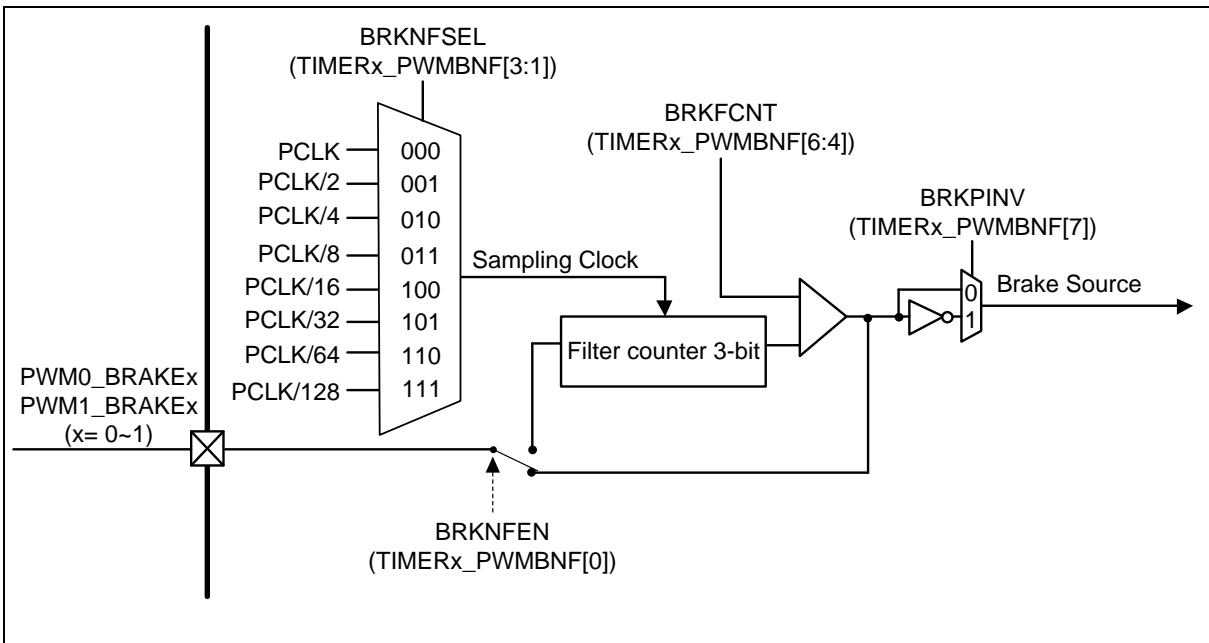 BRKNFSEL
(TIMERx_PWMBNF[3:1])
PCLK
000
PCLK/2
001
PCLK/4
010
PCLK/8
011
PCLK/16
100
PCLK/32
101
PCLK/64
110
PCLK/128
111
Sampling Clock
BRKFCNT
(TIMERx_PWMBNF[6:4])
Filter counter 3-bit
BRKPINV
(TIMERx_PWMBNF[7])
0
1
Brake Source
PWM0_BRAKEx
PWM1_BRAKEx
(x= 0~1)
BRKNFEN
(TIMERx_PWMBNF[0])